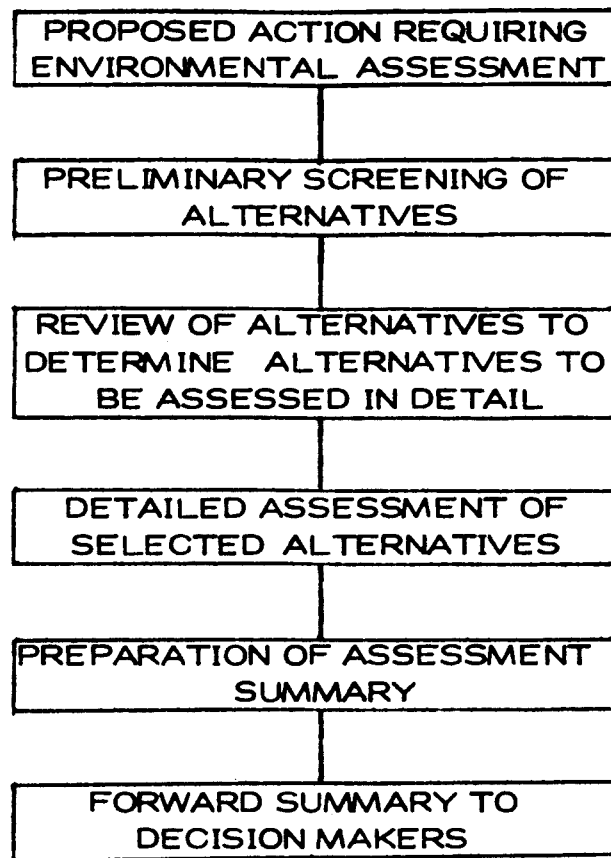 PROPOSED ACTION REQUIRING
ENVIRONMENTAL ASSESSMENT
PRELIMINARY SCREENING OF
ALTERNATIVES
REVIEW OF ALTERNATIVES TO
DETERMINE ALTERNATIVES TO
BE ASSESSED IN DETAIL
DETAILED ASSESSMENT OF
SELECTED ALTERNATIVES
PREPARATION OF ASSESSMENT
SUMMARY
FORWARD SUMMARY TO
DECISION MAKERS